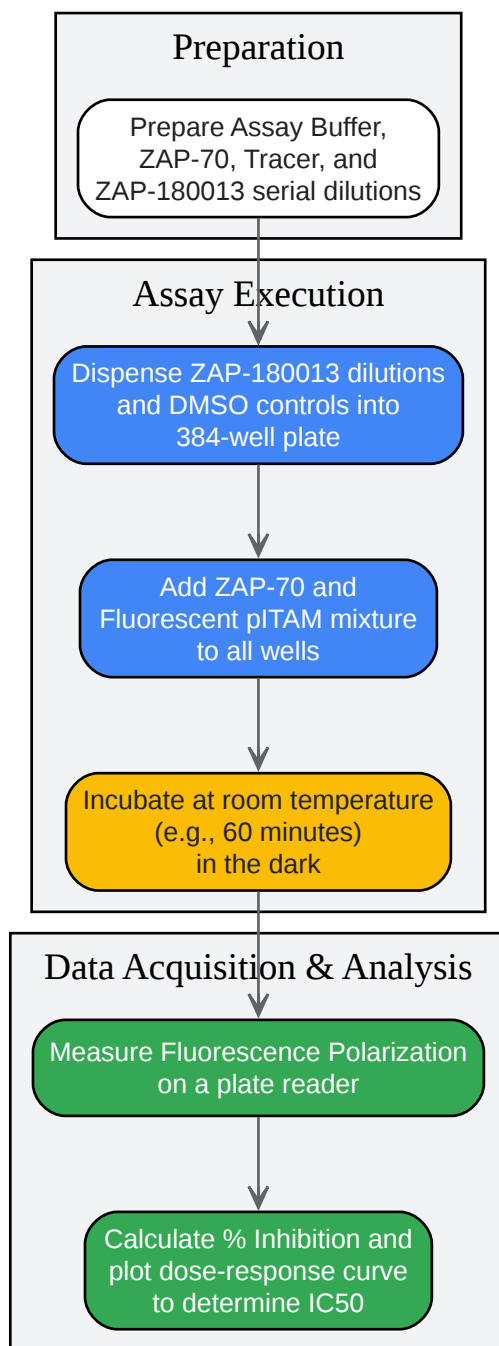 Preparation
Prepare Assay Buffer,
ZAP-70, Tracer, and
ZAP-180013 serial dilutions
Assay Execution
Dispense ZAP-180013 dilutions
and DMSO controls into
384-well plate
Add ZAP-70 and
Fluorescent pITAM mixture
to all wells
Incubate at room temperature
(e.g., 60 minutes)
in the dark
Data Acquisition & Analysis
Measure Fluorescence Polarization
on a plate reader
Calculate % Inhibition and
plot dose-response curve
to determine IC50